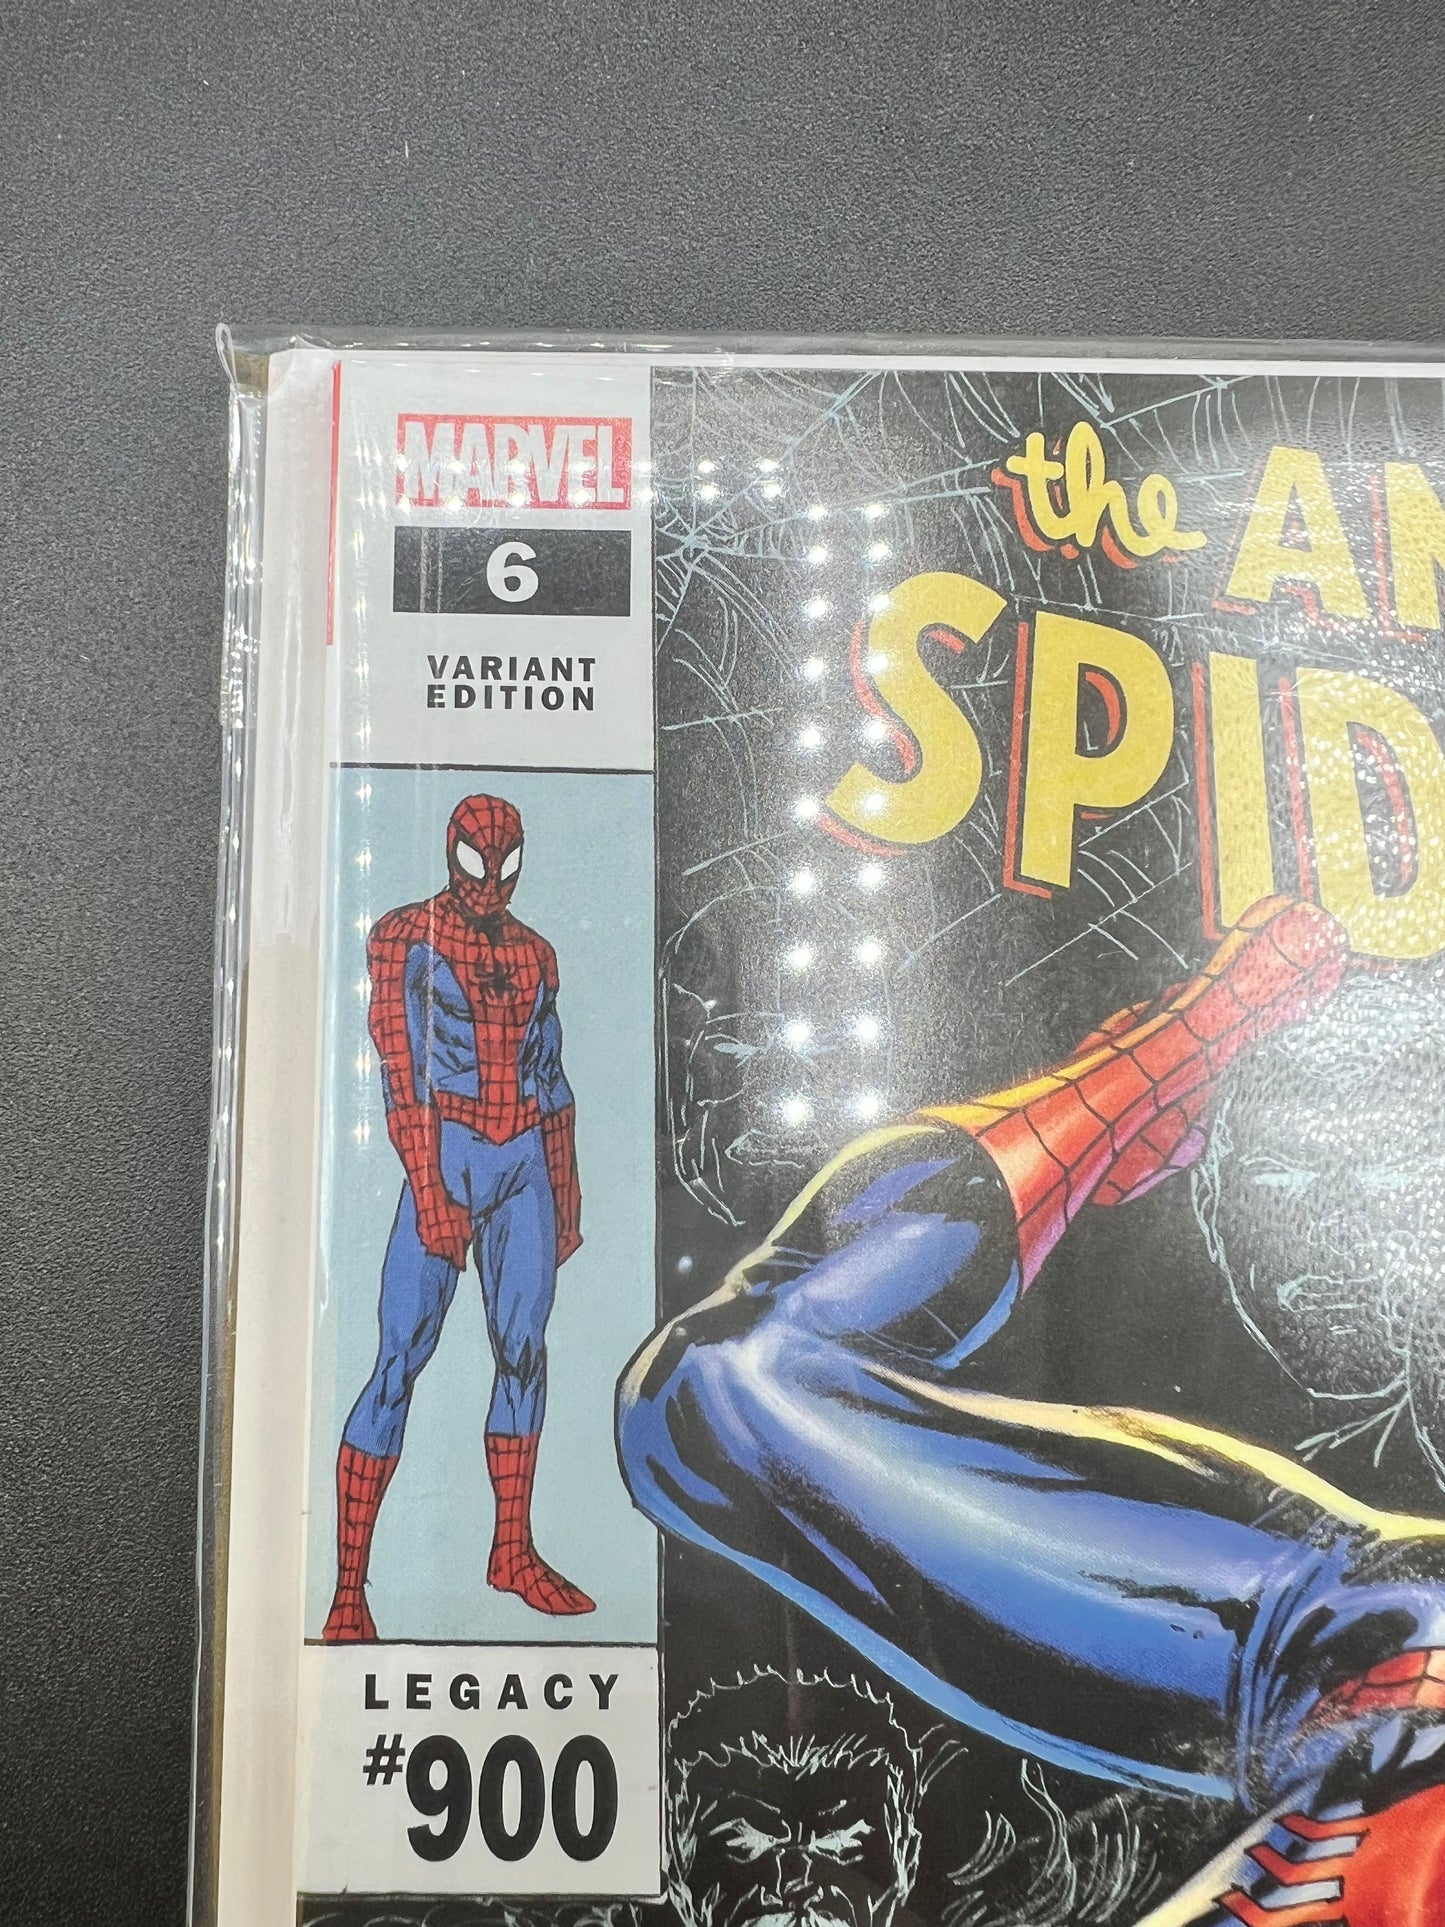 MARVEL
6
VARIANT
EDITION
the
LEGACY
#900